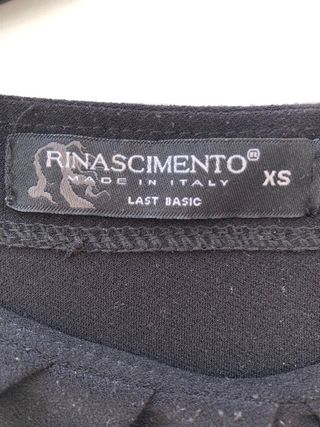 RINASCIMENTO®
MADE IN ITALY
XS
LAST BASIC